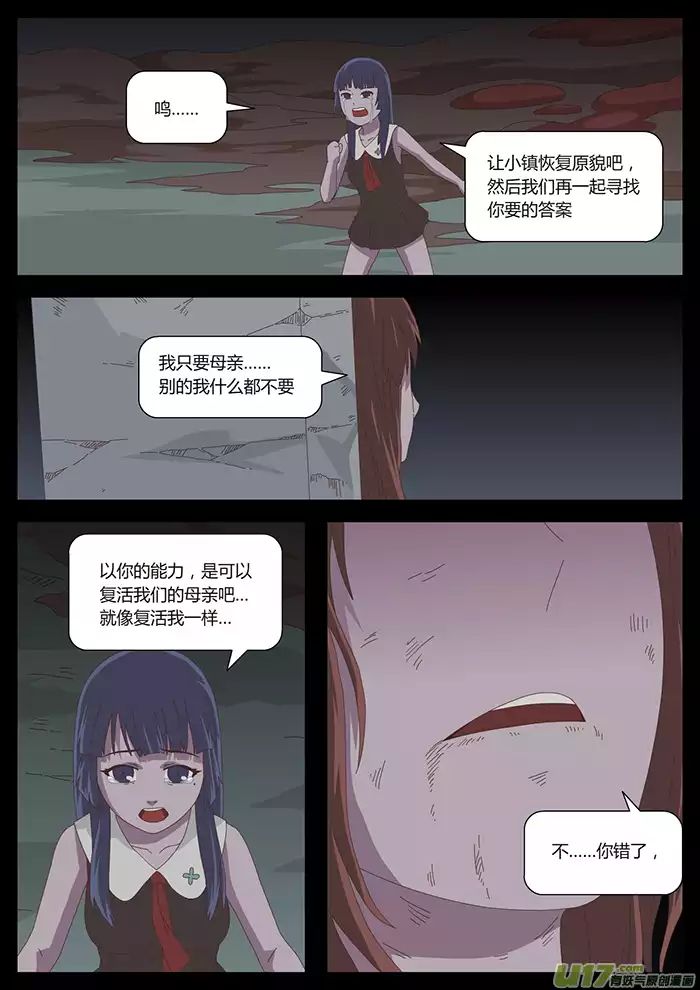 鸣……
让小镇恢复原貌吧，
然后我们再一起寻找
你要的答案
我只要母亲……
别的我什么都不要
以你的能力，是可以
复活我们的母亲吧…
就像复活我一样…
不……你错了，
U17.com
有妖气原创漫画